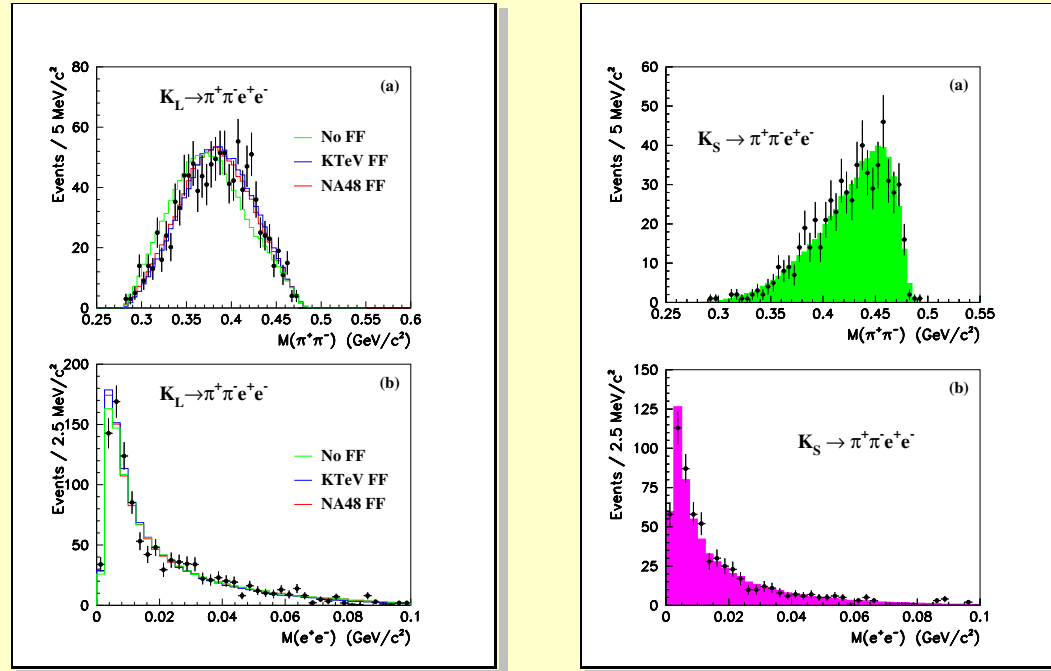 Events / 5 MeV/c²
80
60
40
20
0
(a)
K_L→π⁺π⁻e⁺e⁻
No FF
KTeV FF
NA48 FF
0.25 0.3 0.35 0.4 0.45 0.5 0.55 0.6
M(π⁺π⁻) (GeV/c²)
Events / 2.5 MeV/c²
200
150
100
50
0
(b)
K_L→π⁺π⁻e⁺e⁻
No FF
KTeV FF
NA48 FF
0 0.02 0.04 0.06 0.08 0.1
M(e⁺e⁻) (GeV/c²)
Events / 5 MeV/c²
60
50
40
30
20
10
0
(a)
K_S → π⁺π⁻e⁺e⁻
0.25 0.3 0.35 0.4 0.45 0.5 0.55
M(π⁺π⁻) (GeV/c²)
Events / 2.5 MeV/c²
150
125
100
75
50
25
0
(b)
K_S → π⁺π⁻e⁺e⁻
0 0.02 0.04 0.06 0.08 0.1
M(e⁺e⁻) (GeV/c²)